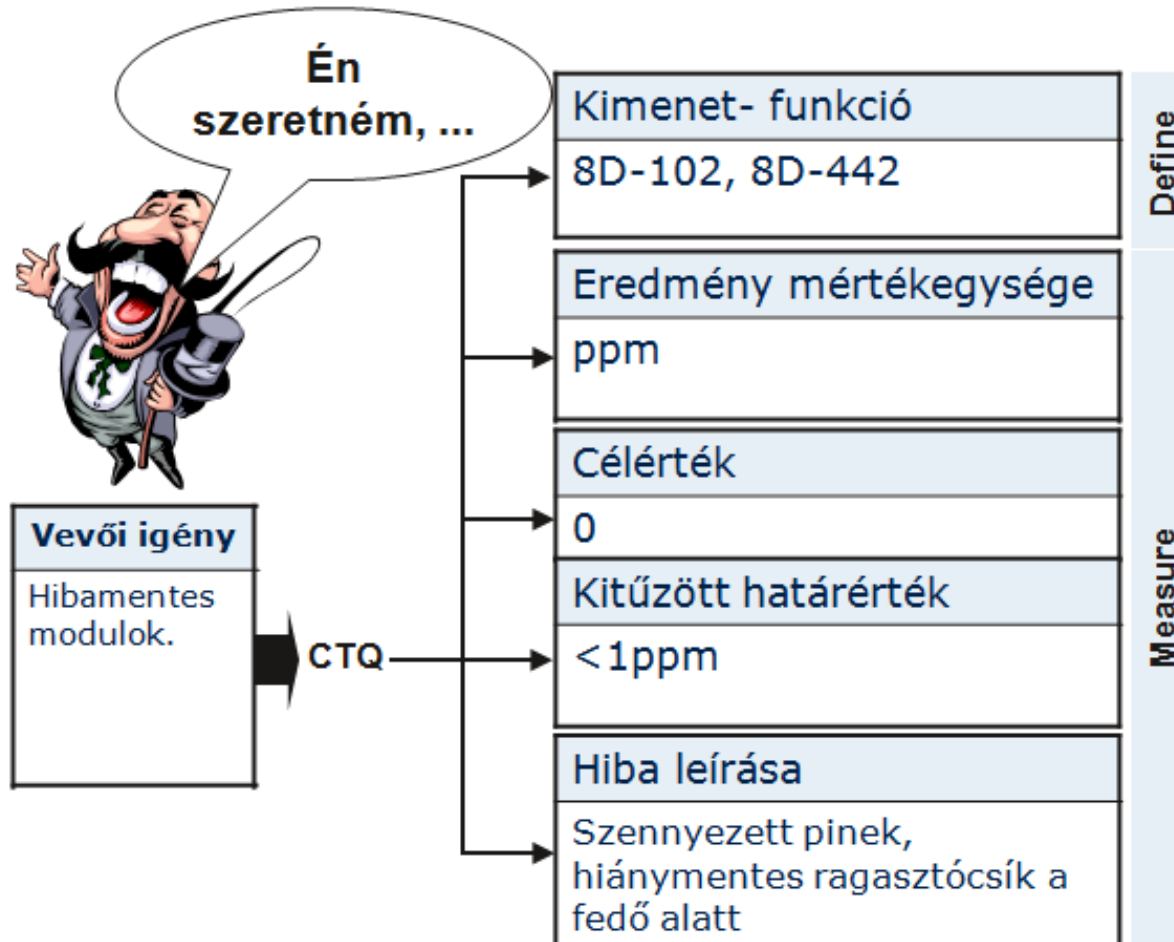 Én
szeretném, ...
Vevői igény
Hibamentes
modulok.
CTQ
Kimenet- funkció
8D-102, 8D-442
Eredmény mértékegysége
ppm
Célérték
0
Kitűzött határérték
<1ppm
Hiba leírása
Szennyezett pinek,
hiánymentes ragasztócsík a
fedő alatt
Define
Measure